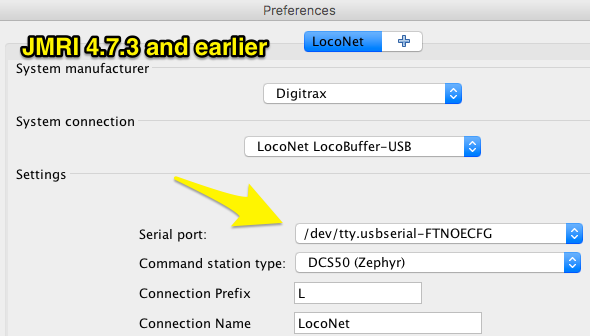 Preferences
JMRI 4.7.3 and earlier
LocoNet
System manufacturer
Digitrax
System connection
LocoNet LocoBuffer-USB
Settings
Serial port: /dev/tty.usbserial-FTNOECFG
Command station type: DCS50 (Zephyr)
Connection Prefix L
Connection Name LocoNet